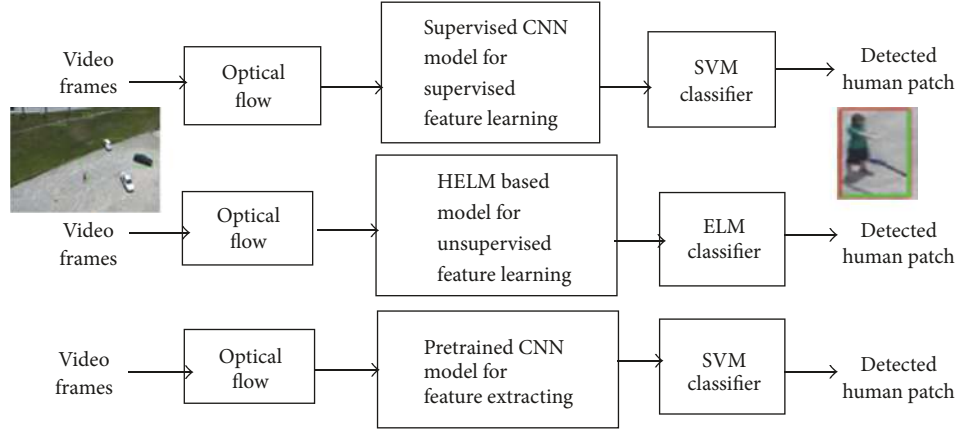 Video
frames
Optical
flow
Supervised CNN
model for
supervised
feature learning
SVM
classifier
Detected
human patch
Video
frames
Optical
flow
HELM based
model for
unsupervised
feature learning
ELM
classifier
Detected
human patch
Video
frames
Optical
flow
Pretrained CNN
model for
feature extracting
SVM
classifier
Detected
human patch